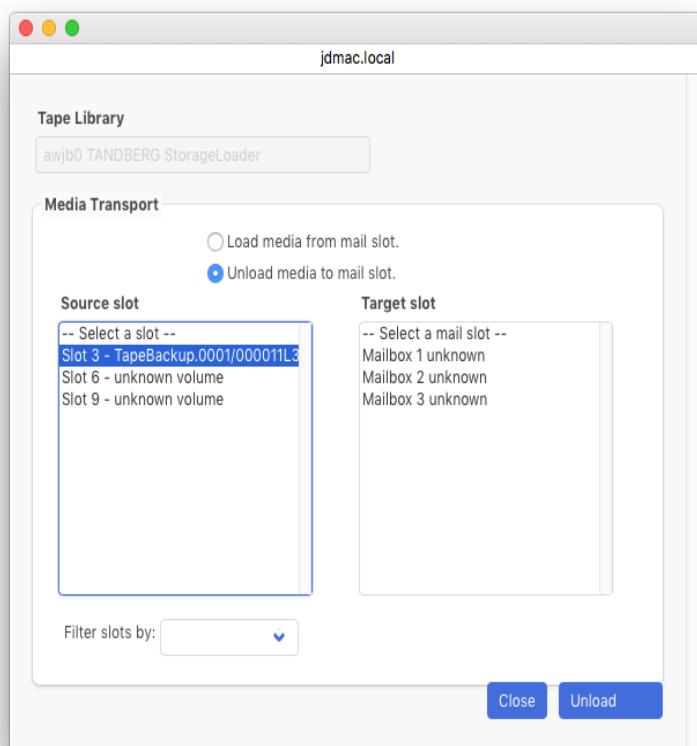 jdmac.local
Tape Library
awjb0 TANDBERG StorageLoader
Media Transport
Load media from mail slot.
Unload media to mail slot.
Source slot
-- Select a slot --
Slot 3 - TapeBackup.0001/000011L3
Slot 6 - unknown volume
Slot 9 - unknown volume
Target slot
-- Select a mail slot --
Mailbox 1 unknown
Mailbox 2 unknown
Mailbox 3 unknown
Filter slots by:
Close
Unload